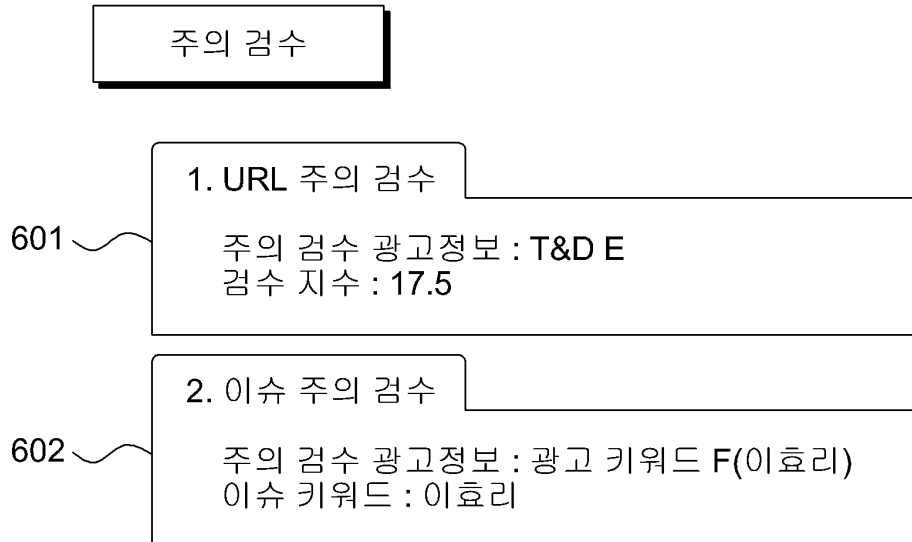 주의 검수
1. URL 주의 검수
601
주의 검수 광고정보 : T&D E
검수 지수 : 17.5
2. 이슈 주의 검수
602
주의 검수 광고정보 : 광고 키워드 F(이효리)
이슈 키워드 : 이효리